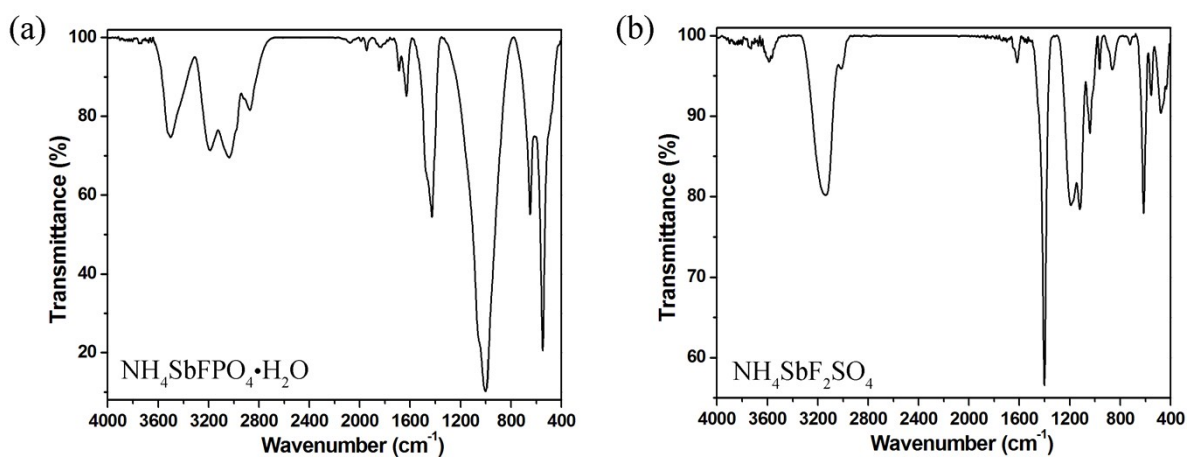 (a)
Transmittance (%)
100
80
60
40
20
NH₄SbFPO₄•H₂O
4000 3600 3200 2800 2400 2000 1600 1200 800 400
Wavenumber (cm⁻¹)
(b)
Transmittance (%)
100
90
80
70
60
NH₄SbF₂SO₄
4000 3600 3200 2800 2400 2000 1600 1200 800 400
Wavenumber (cm⁻¹)